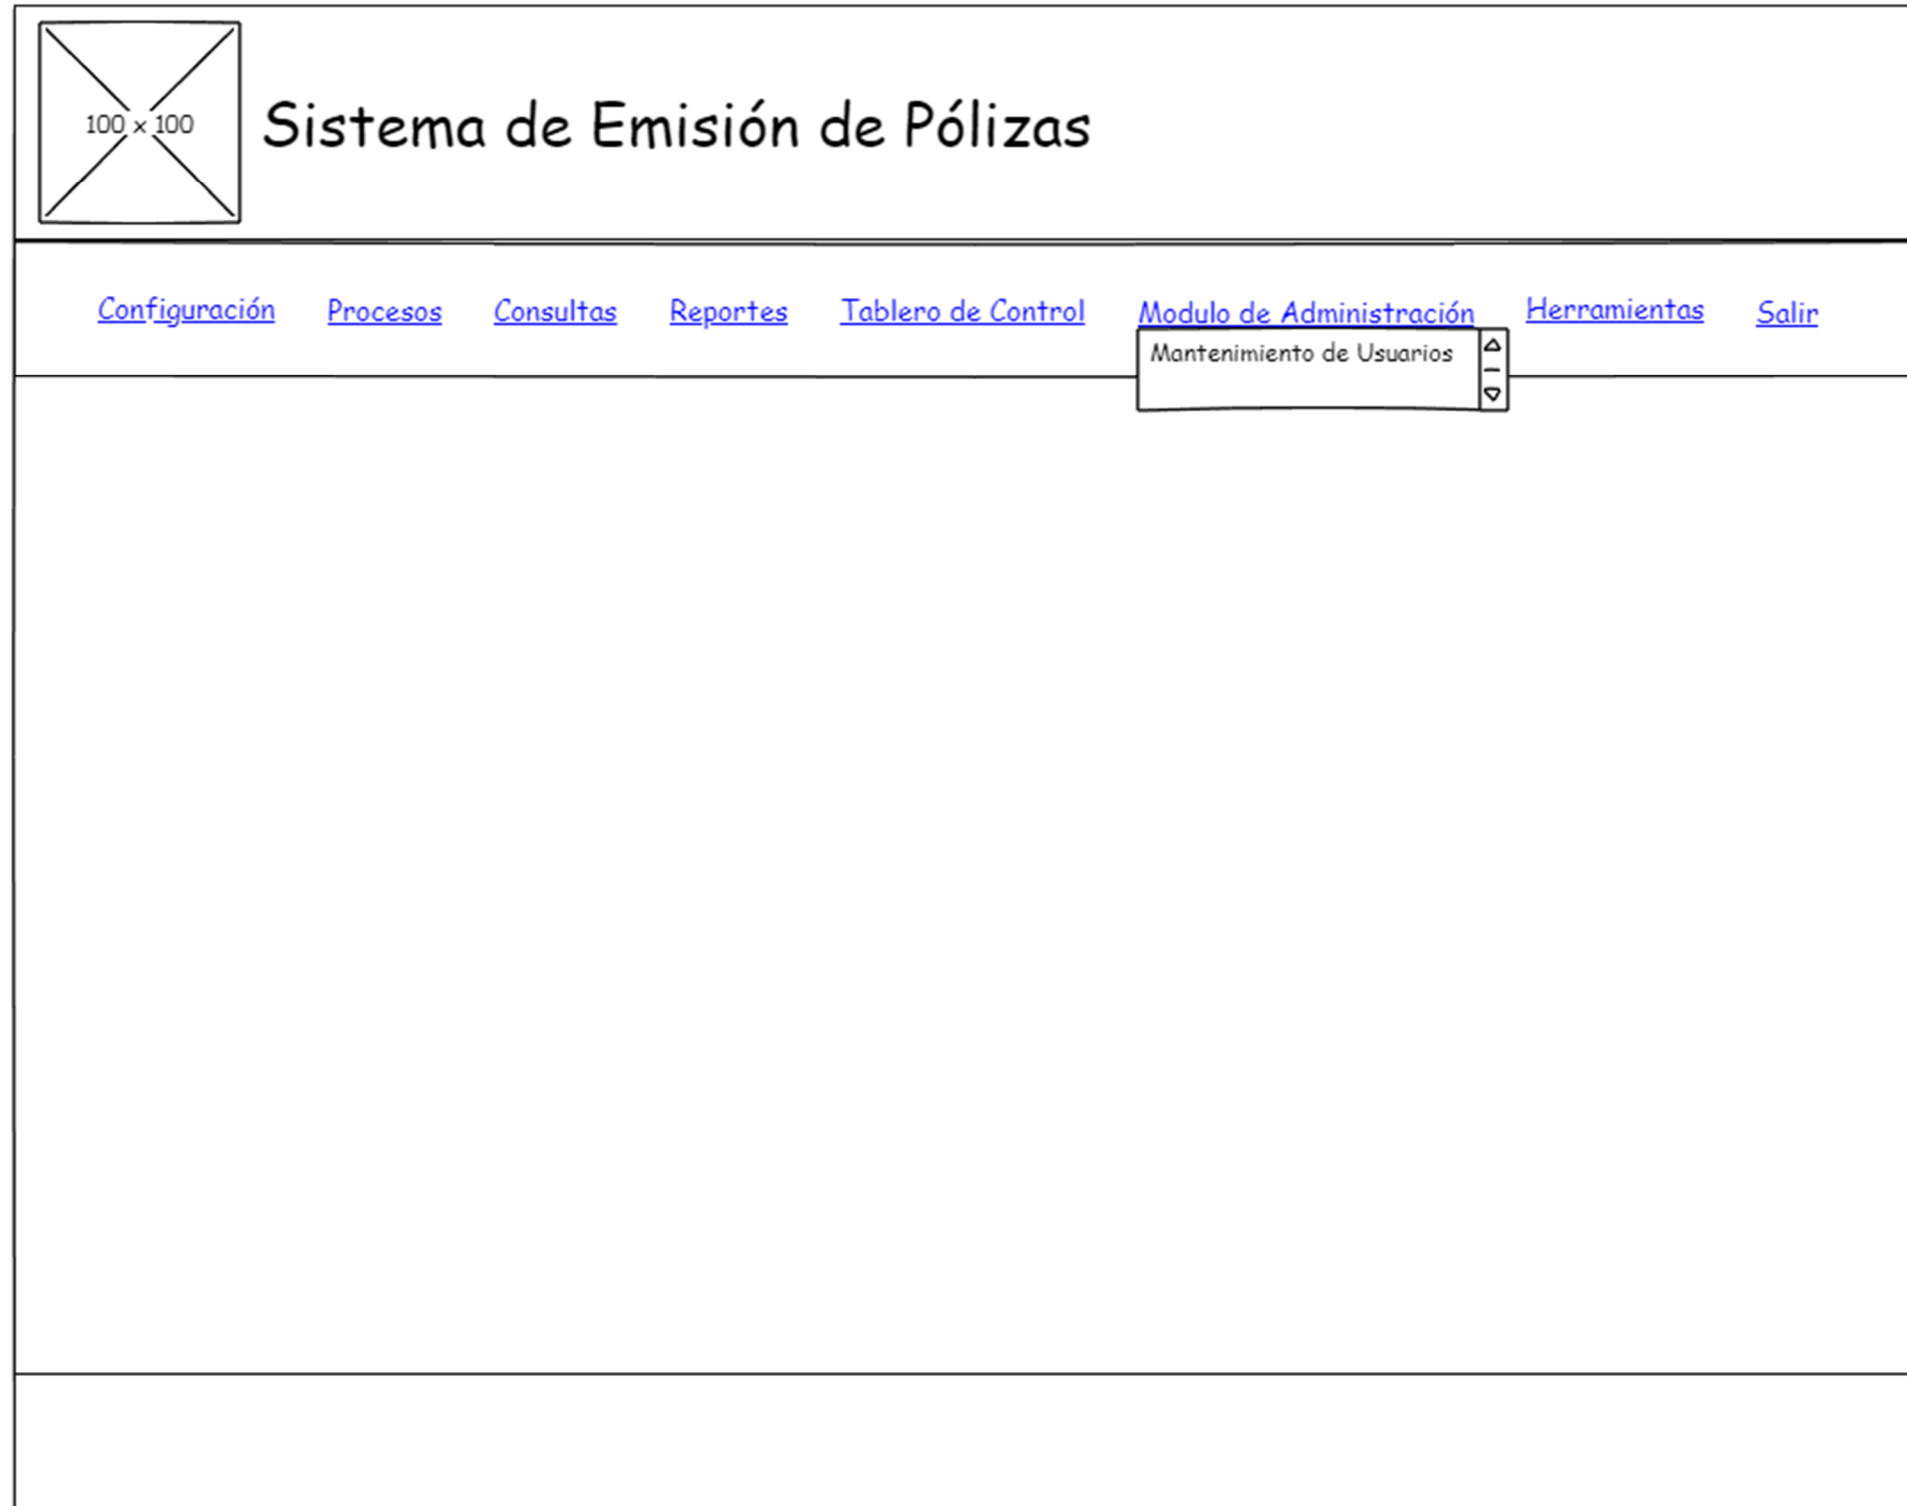 100 x 100
Sistema de Emisión de Pólizas
Configuración Procesos Consultas Reportes Tablero de Control Modulo de Administración Herramientas Salir
Mantenimiento de Usuarios